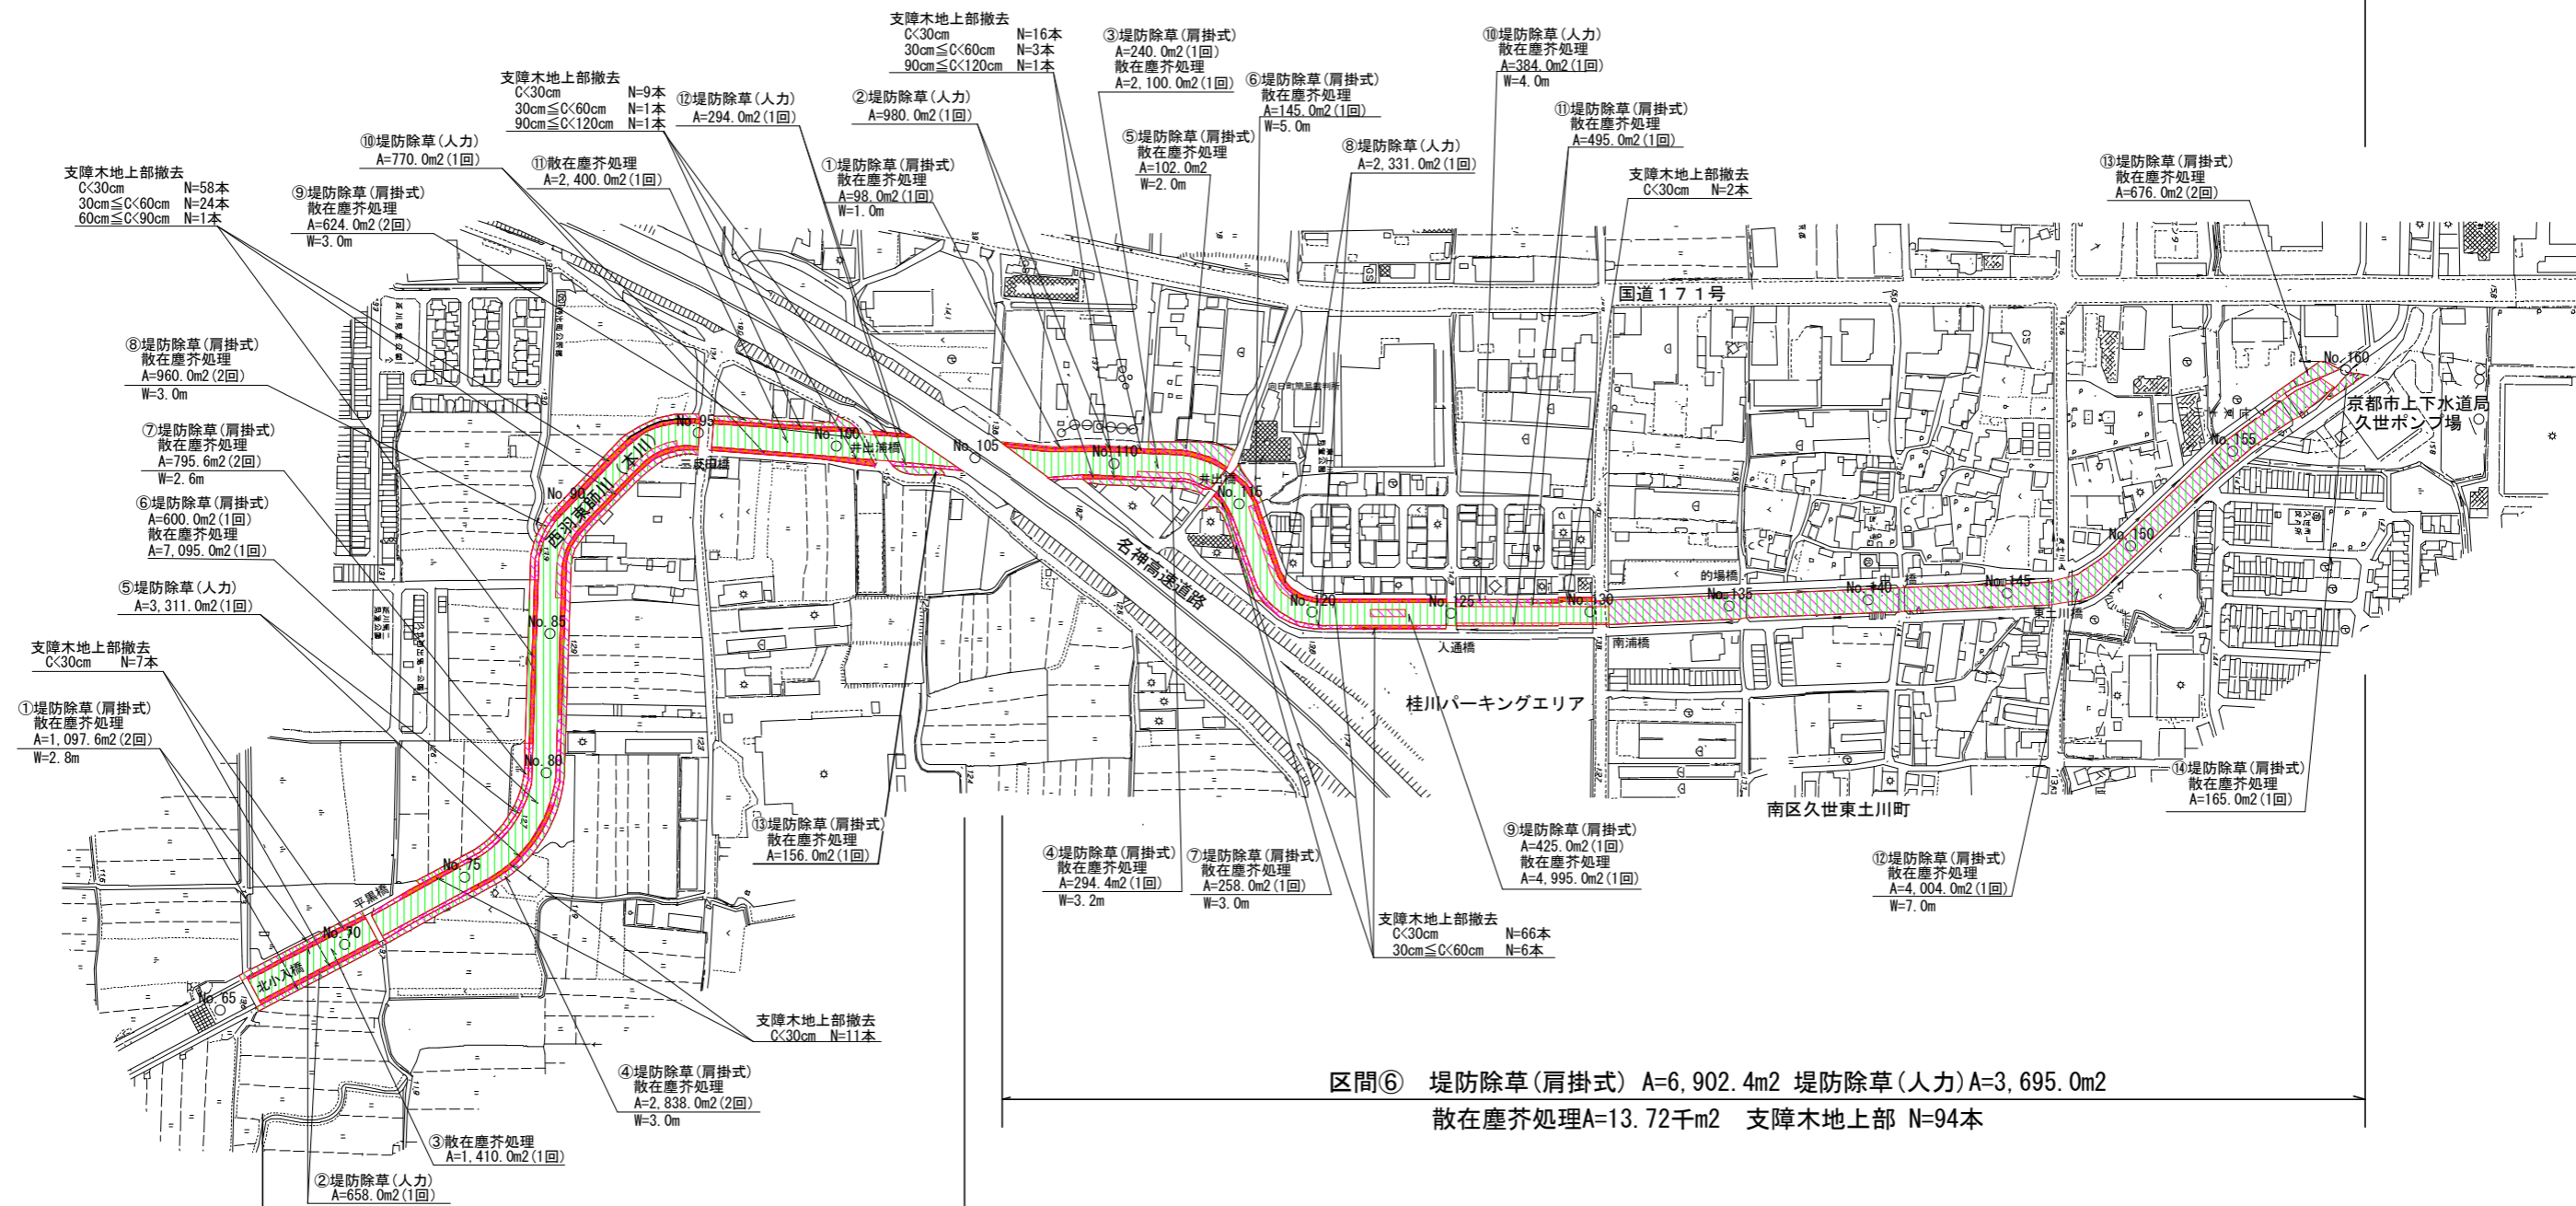 支障木地上部撤去
C<30cm N=16本
30cm≦C<60cm N=3本
90cm≦C<120cm N=1本
③堤防除草(肩掛式)
A=240.0m2(1回)
散在塵芥処理
A=2,100.0m2(1回)
⑩堤防除草(人力)
散在塵芥処理
A=384.0m2(1回)
W=4.0m
支障木地上部撤去
C<30cm N=9本
30cm≦C<60cm N=1本
90cm≦C<120cm N=1本
⑫堤防除草(人力)
A=294.0m2(1回)
②堤防除草(人力)
A=980.0m2(1回)
⑥堤防除草(肩掛式)
散在塵芥処理
A=145.0m2(1回)
W=5.0m
⑪堤防除草(肩掛式)
散在塵芥処理
A=495.0m2(1回)
⑩堤防除草(人力)
A=770.0m2(1回)
⑪散在塵芥処理
A=2,400.0m2(1回)
①堤防除草(肩掛式)
散在塵芥処理
A=98.0m2(1回)
W=1.0m
⑤堤防除草(肩掛式)
散在塵芥処理
A=102.0m2
W=2.0m
⑧堤防除草(人力)
A=2,331.0m2(1回)
支障木地上部撤去
C<30cm N=2本
⑬堤防除草(肩掛式)
散在塵芥処理
A=676.0m2(2回)
支障木地上部撤去
C<30cm N=58本
30cm≦C<60cm N=24本
60cm≦C<90cm N=1本
⑨堤防除草(肩掛式)
散在塵芥処理
A=624.0m2(2回)
W=3.0m
国道171号
⑧堤防除草(肩掛式)
散在塵芥処理
A=960.0m2(2回)
W=3.0m
⑦堤防除草(肩掛式)
散在塵芥処理
A=795.6m2(2回)
W=2.6m
⑥堤防除草(肩掛式)
A=600.0m2(1回)
散在塵芥処理
A=7,095.0m2(1回)
⑤堤防除草(人力)
A=3,311.0m2(1回)
支障木地上部撤去
C<30cm N=7本
①堤防除草(肩掛式)
散在塵芥処理
A=1,097.6m2(2回)
W=2.8m
No.65
北小入橋
No.70
平黒橋
No.75
No.80
No.85
No.90
西羽束師川(本川)
No.95
No.100
井出浦橋
No.105
No.110
井出橋
No.115
向日町簡易裁判所
名神高速道路
No.120
No.125
人通橋
No.130
南浦橋
No.135
的場橋
No.140
中橋
No.145
東土川橋
No.150
No.155
No.160
京都市上下水道局
久世ポンプ場
桂川パーキングエリア
南区久世東土川町
⑬堤防除草(肩掛式)
散在塵芥処理
A=156.0m2(1回)
④堤防除草(肩掛式)
散在塵芥処理
A=294.4m2(1回)
W=3.2m
⑦堤防除草(肩掛式)
散在塵芥処理
A=258.0m2(1回)
W=3.0m
⑨堤防除草(肩掛式)
A=425.0m2(1回)
散在塵芥処理
A=4,995.0m2(1回)
⑭堤防除草(肩掛式)
散在塵芥処理
A=165.0m2(1回)
⑫堤防除草(肩掛式)
散在塵芥処理
A=4,004.0m2(1回)
W=7.0m
支障木地上部撤去
C<30cm N=66本
30cm≦C<60cm N=6本
支障木地上部撤去
C<30cm N=11本
④堤防除草(肩掛式)
散在塵芥処理
A=2,838.0m2(2回)
W=3.0m
③散在塵芥処理
A=1,410.0m2(1回)
②堤防除草(人力)
A=658.0m2(1回)
区間⑥ 堤防除草(肩掛式) A=6,902.4m2 堤防除草(人力)A=3,695.0m2
散在塵芥処理A=13.72千m2 支障木地上部 N=94本